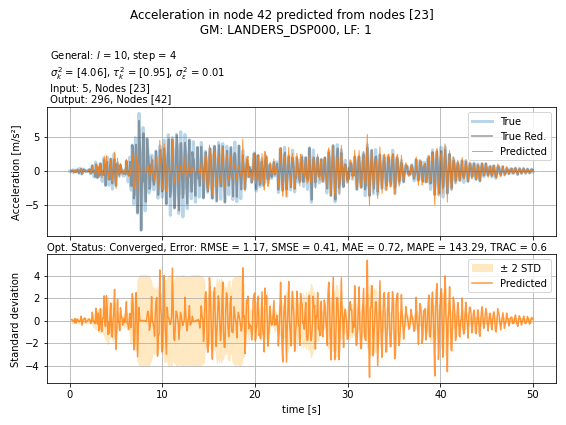 Acceleration in node 42 predicted from nodes [23]
GM: LANDERS_DSP000, LF: 1
General: l = 10, step = 4
σ²ₖ = [4.06], τ²ₖ = [0.95], σ²ε = 0.01
Input: 5, Nodes [23]
Output: 296, Nodes [42]
Acceleration [m/s²]
5
0
−5
True
True Red.
Predicted
Opt. Status: Converged, Error: RMSE = 1.17, SMSE = 0.41, MAE = 0.72, MAPE = 143.29, TRAC = 0.6
Standard deviation
4
2
0
−2
−4
± 2 STD
Predicted
0 10 20 30 40 50
time [s]